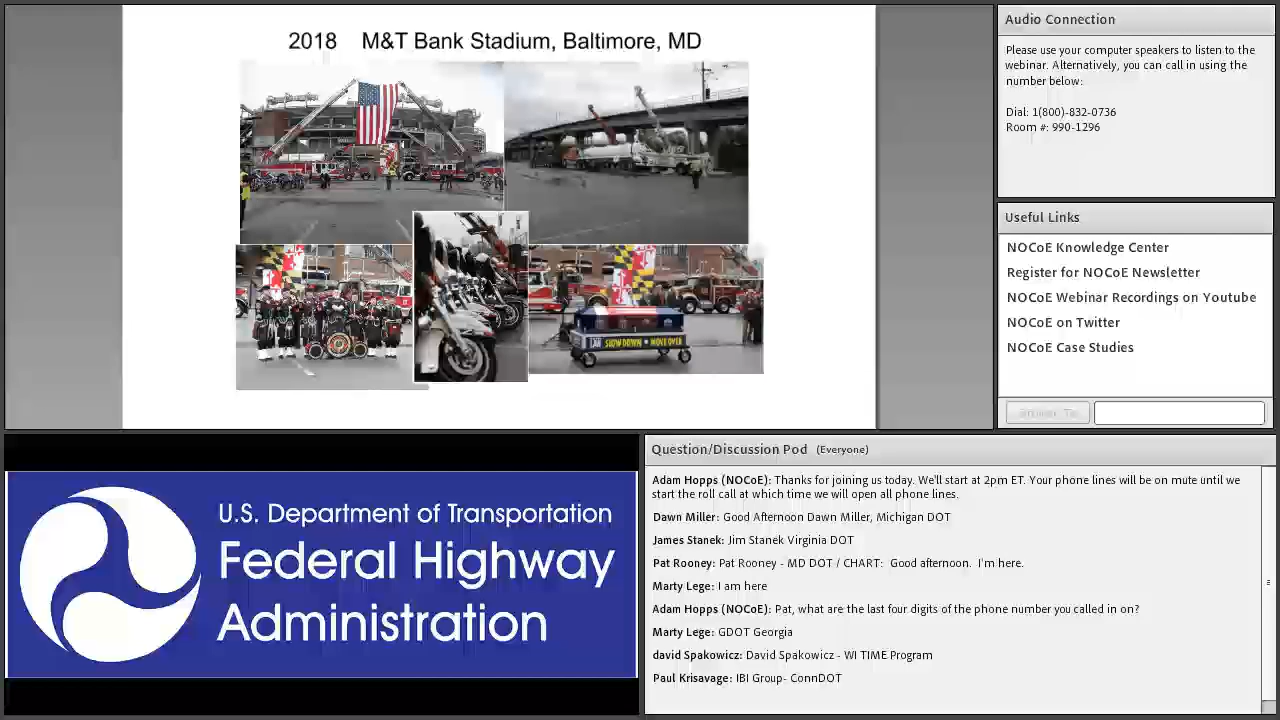 2018 M&T Bank Stadium, Baltimore, MD
LAW SLOW DOWN MOVE OVER
Audio Connection
Please use your computer speakers to listen to the
webinar. Alternatively, you can call in using the
number below:
Dial: 1(800)-832-0736
Room #: 990-1296
Useful Links
NOCoE Knowledge Center
Register for NOCoE Newsletter
NOCoE Webinar Recordings on Youtube
NOCoE on Twitter
NOCoE Case Studies
Browse To
U.S. Department of Transportation
Federal Highway
Administration
Question/Discussion Pod (Everyone)
Adam Hopps (NOCoE): Thanks for joining us today. We'll start at 2pm ET. Your phone lines will be on mute until we
start the roll call at which time we will open all phone lines.
Dawn Miller: Good Afternoon Dawn Miller, Michigan DOT
James Stanek: Jim Stanek Virginia DOT
Pat Rooney: Pat Rooney - MD DOT / CHART: Good afternoon. I'm here.
Marty Lege: I am here
Adam Hopps (NOCoE): Pat, what are the last four digits of the phone number you called in on?
Marty Lege: GDOT Georgia
david Spakowicz: David Spakowicz - WI TIME Program
Paul Krisavage: IBI Group- ConnDOT